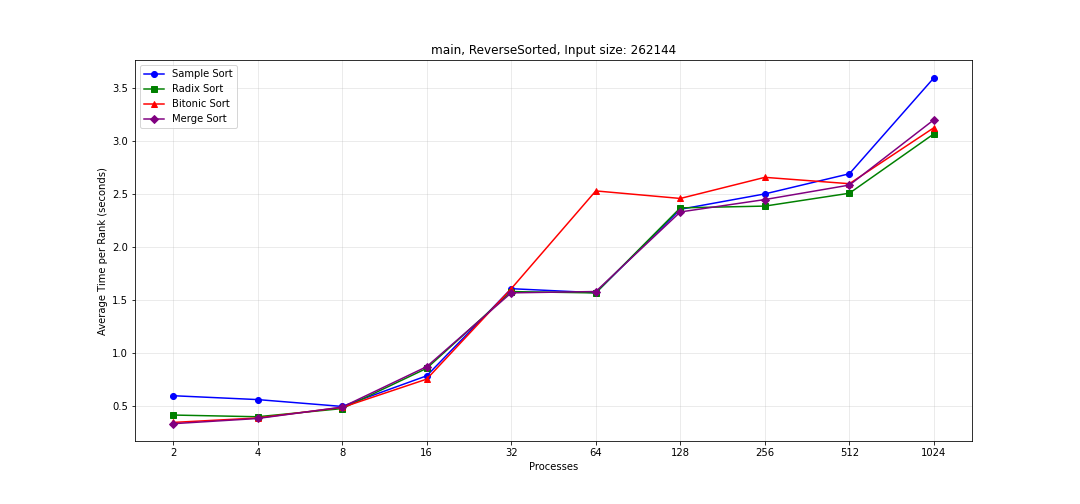 main, ReverseSorted, Input size: 262144
Sample Sort
Radix Sort
Bitonic Sort
Merge Sort
Average Time per Rank (seconds)
3.5
3.0
2.5
2.0
1.5
1.0
0.5
2 4 8 16 32 64 128 256 512 1024
Processes